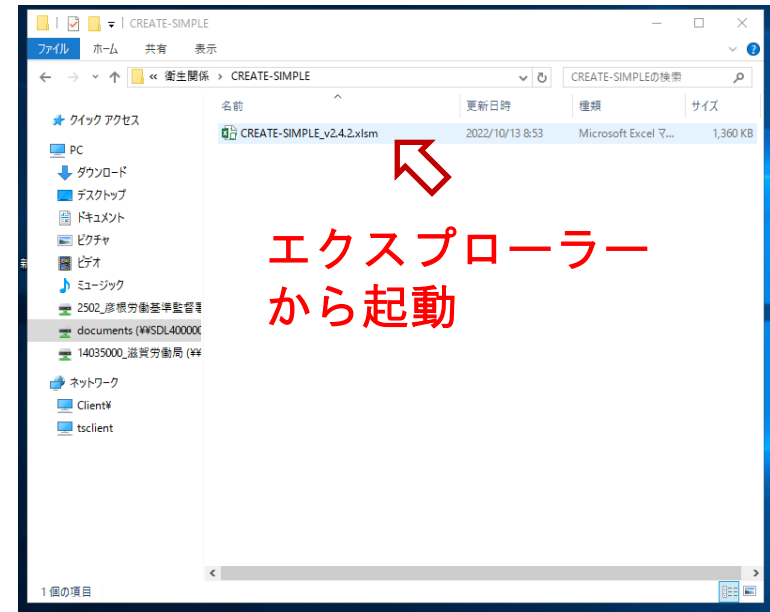 CREATE-SIMPLE
ファイル ホーム 共有 表示
« 衛生関係 › CREATE-SIMPLE CREATE-SIMPLEの検索
名前 更新日時 種類 サイズ
CREATE-SIMPLE_v2.4.2.xlsm 2022/10/13 8:53 Microsoft Excel マ... 1,360 KB
クイック アクセス
PC
ダウンロード
デスクトップ
ドキュメント
ピクチャ
ビデオ
ミュージック
2502_彦根労働基準監督署
documents (¥¥SDL400000
14035000_滋賀労働局 (¥¥
ネットワーク
Client¥
tsclient
エクスプローラー
から起動
1 個の項目